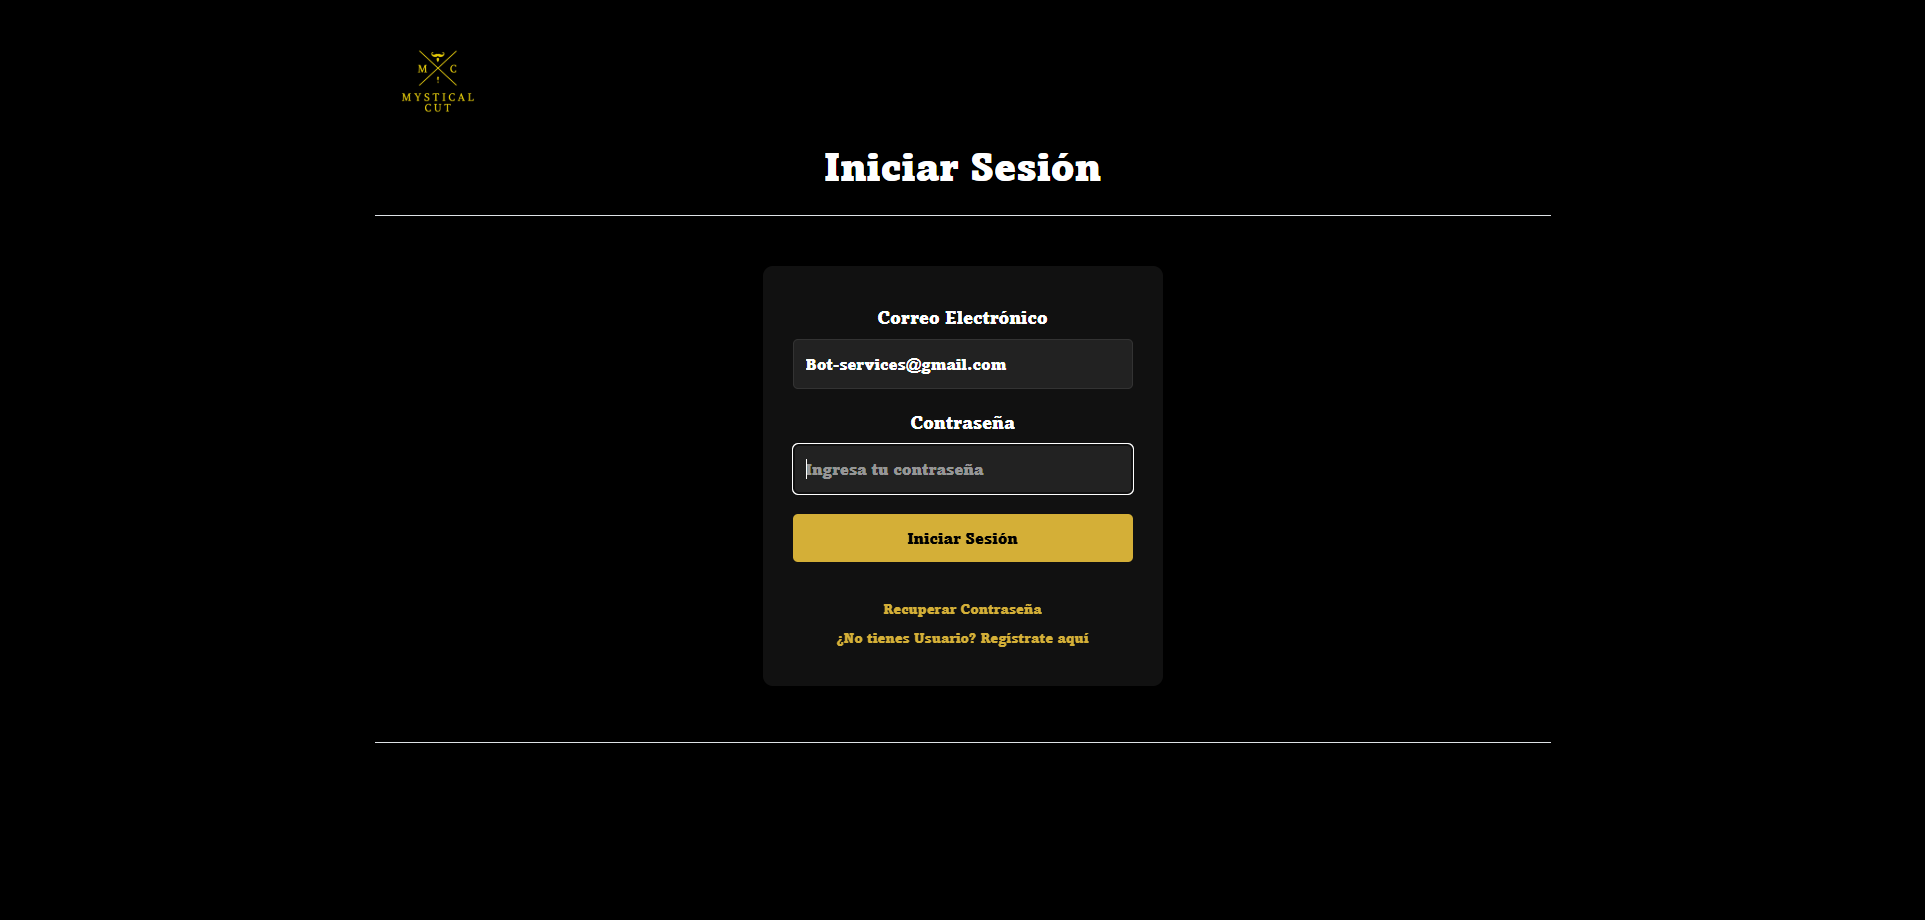 M C
MYSTICAL
CUT
Iniciar Sesión
Correo Electrónico
Bot-services@gmail.com
Contraseña
Ingresa tu contraseña
Iniciar Sesión
Recuperar Contraseña
¿No tienes Usuario? Regístrate aquí